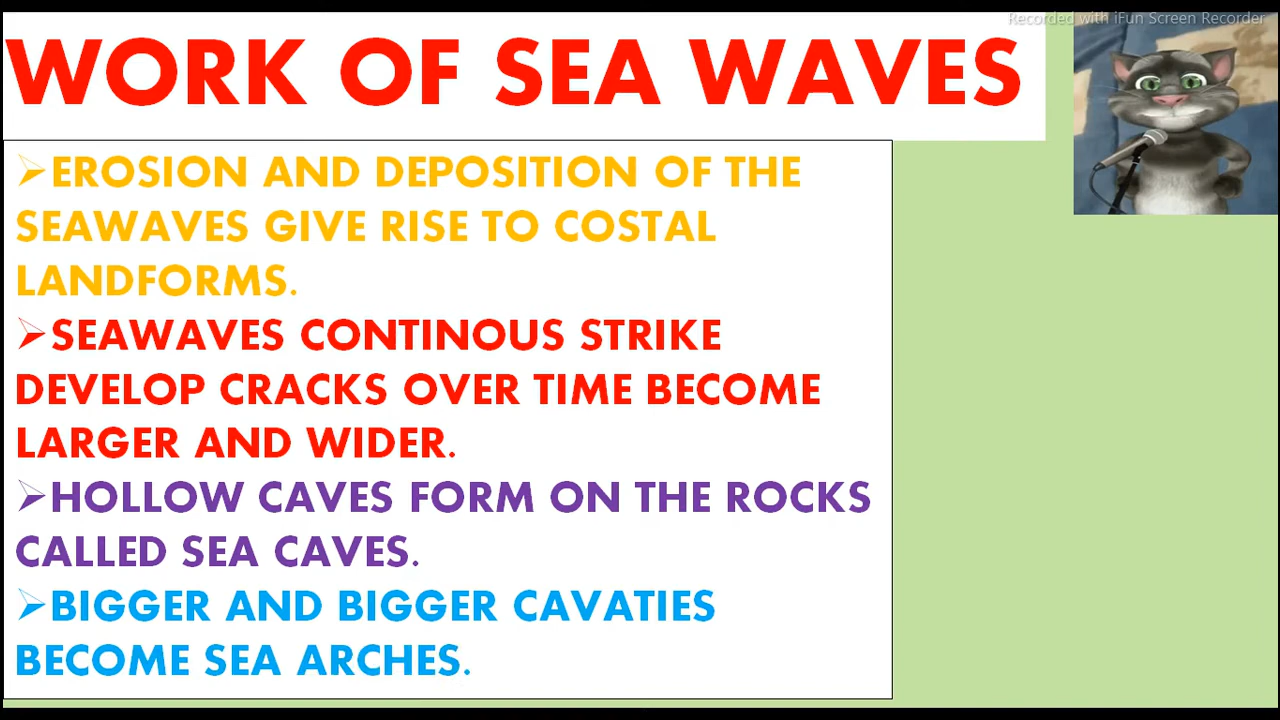 Recorded with iFun Screen Recorder
WORK OF SEA WAVES
➢EROSION AND DEPOSITION OF THE
SEAWAVES GIVE RISE TO COSTAL
LANDFORMS.
➢SEAWAVES CONTINOUS STRIKE
DEVELOP CRACKS OVER TIME BECOME
LARGER AND WIDER.
➢HOLLOW CAVES FORM ON THE ROCKS
CALLED SEA CAVES.
➢BIGGER AND BIGGER CAVATIES
BECOME SEA ARCHES.